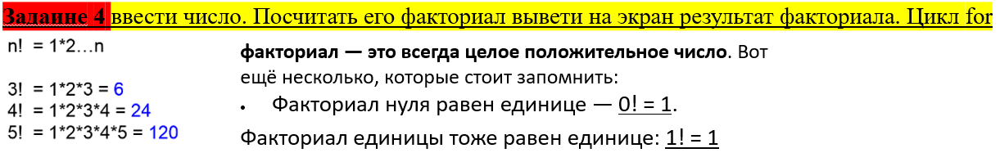 Задание 4 ввести число. Посчитать его факториал вывети на экран результат факториала. Цикл for
n! = 1*2…n
3! = 1*2*3 = 6
4! = 1*2*3*4 = 24
5! = 1*2*3*4*5 = 120
факториал — это всегда целое положительное число. Вот
ещё несколько, которые стоит запомнить:
• Факториал нуля равен единице — 0! = 1.
Факториал единицы тоже равен единице: 1! = 1